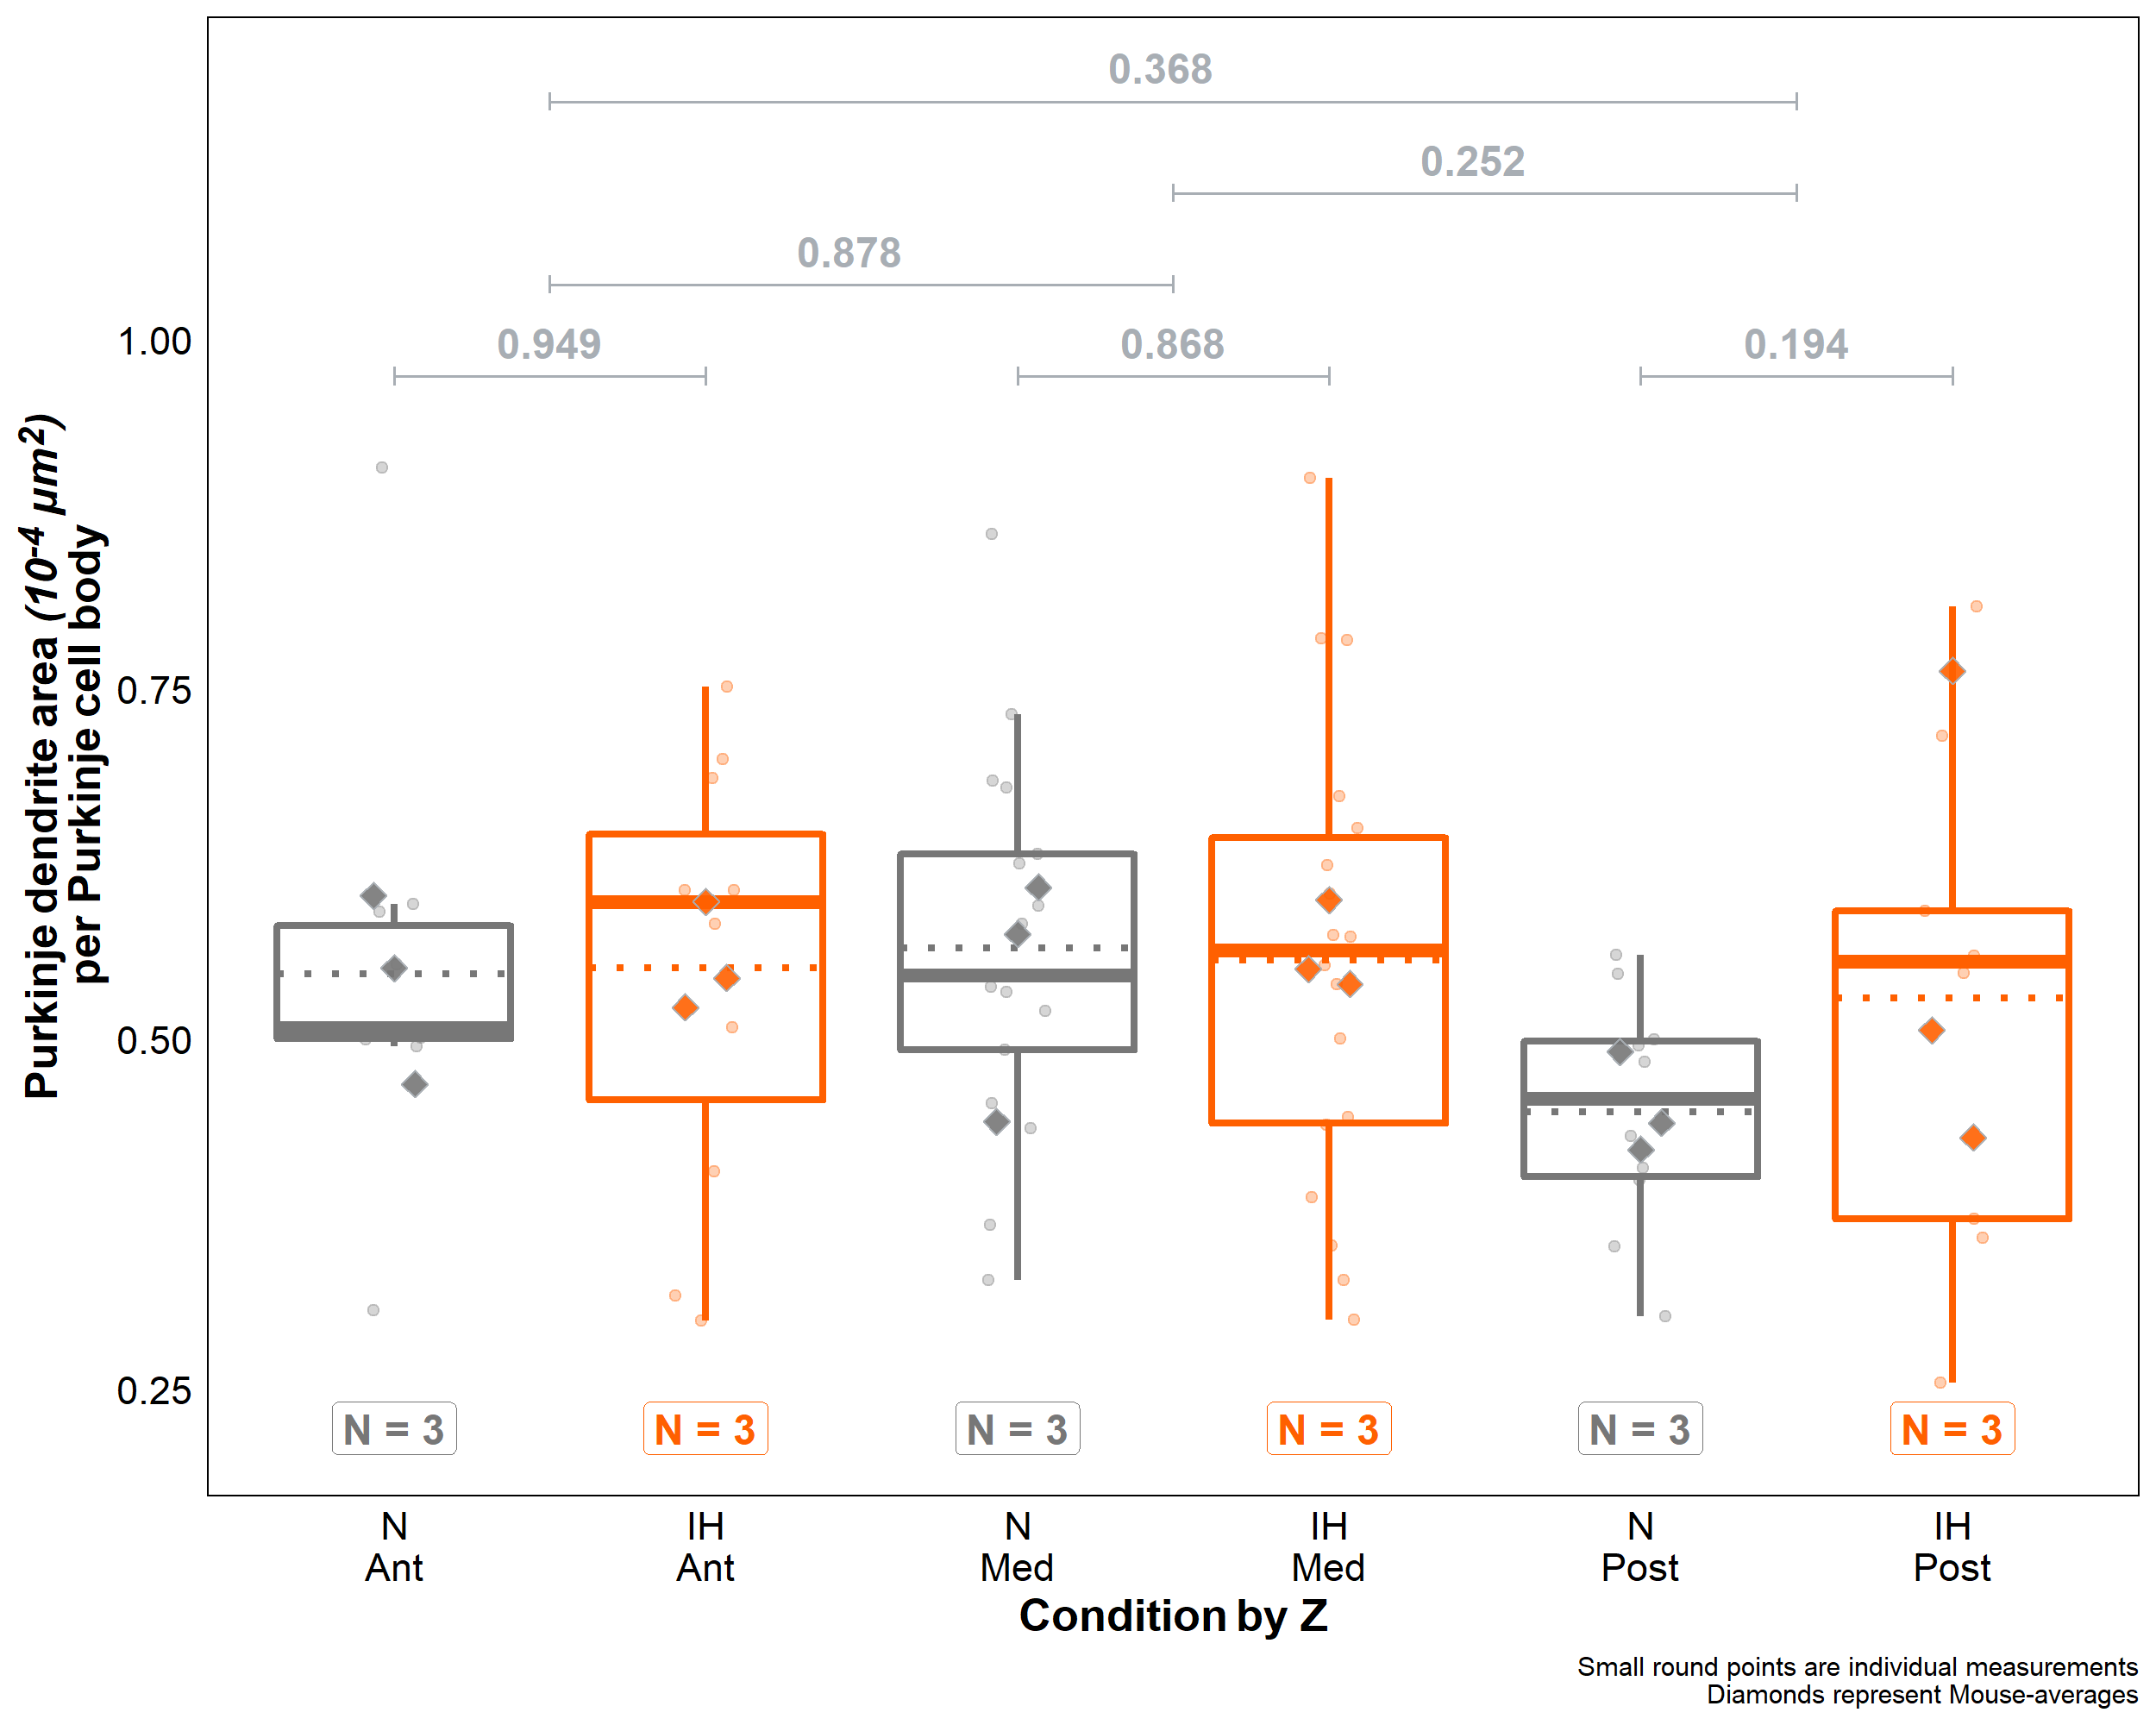 0.368
0.252
0.878
0.949 0.868 0.194
1.00
0.75
0.50
0.25
Purkinje dendrite area (10⁻⁴ µm²)
per Purkinje cell body
N = 3 N = 3 N = 3 N = 3 N = 3 N = 3
N IH N IH N IH
Ant Ant Med Med Post Post
Condition by Z
Small round points are individual measurements
Diamonds represent Mouse-averages